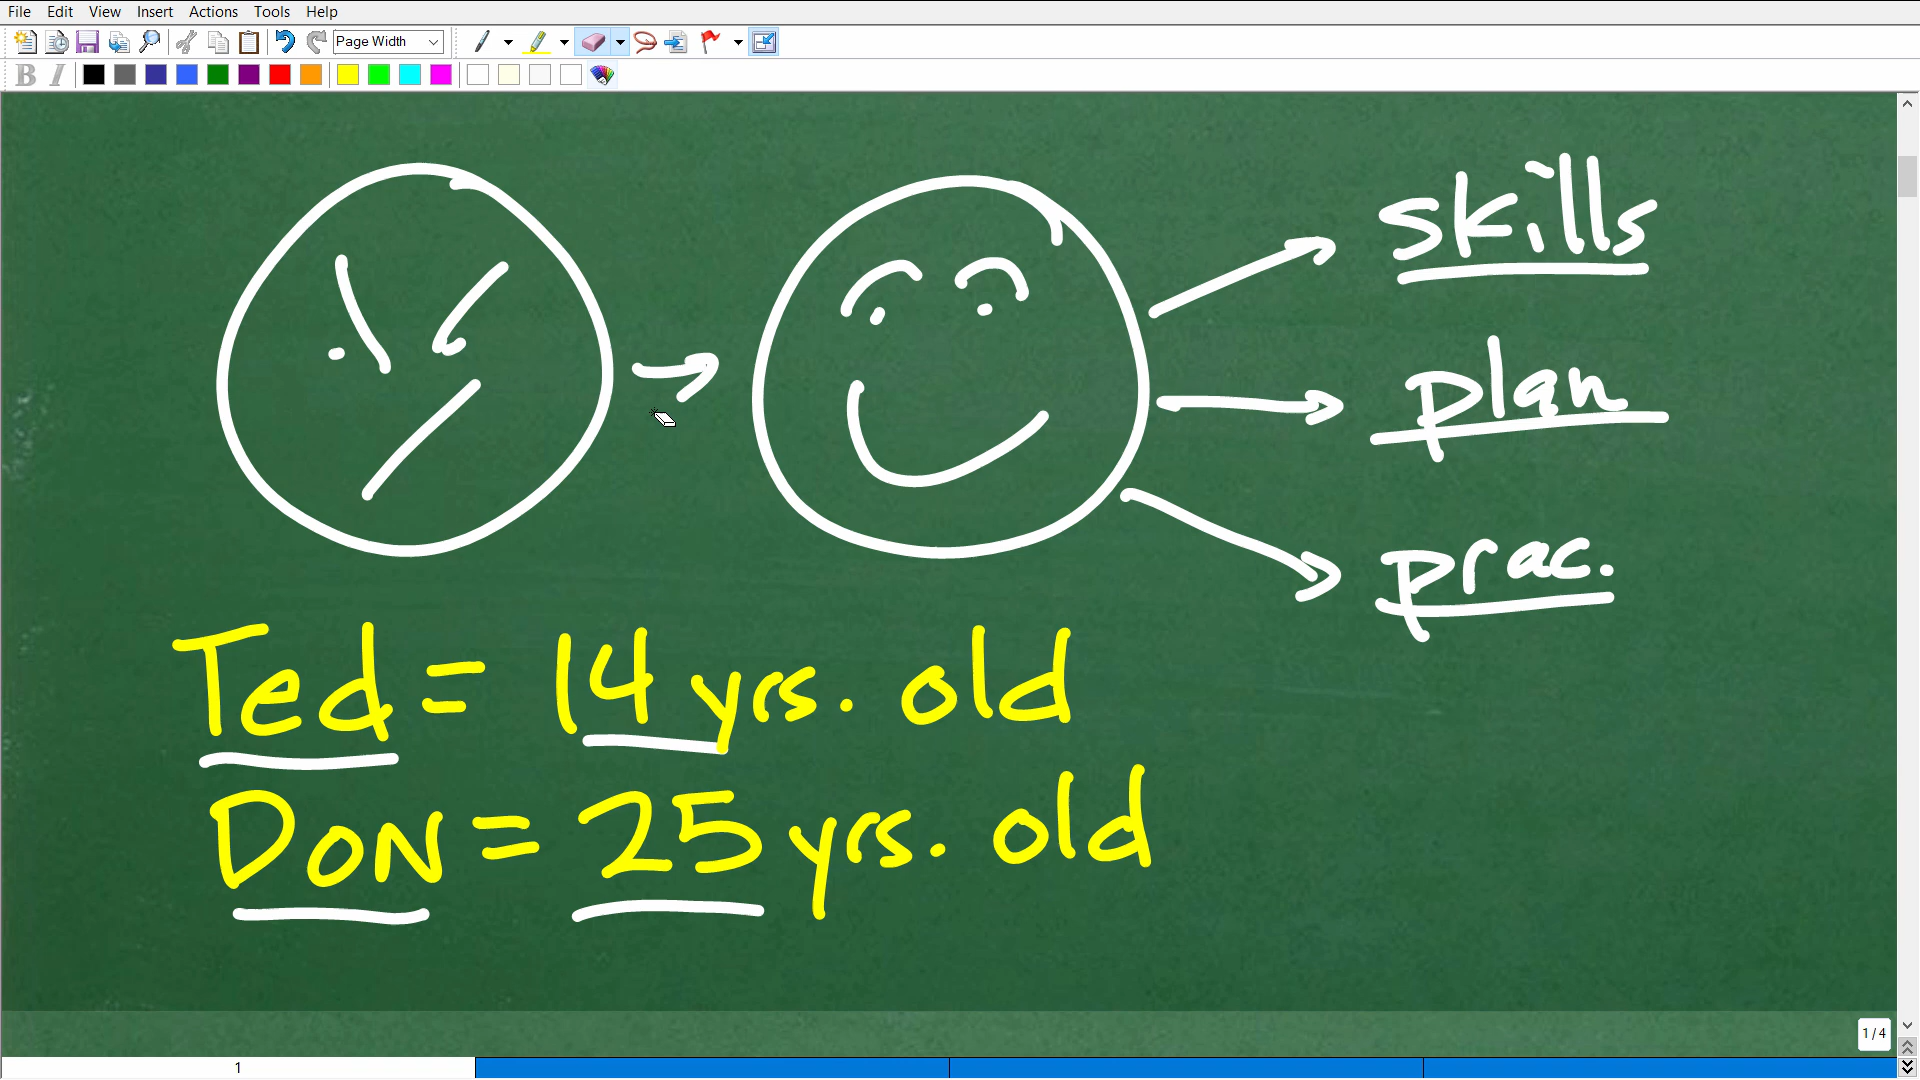 File Edit View Insert Actions Tools Help
Page Width
B I
skills
plan
prac.
Ted = 14 yrs. old
DON = 25 yrs. old
1 / 4
1